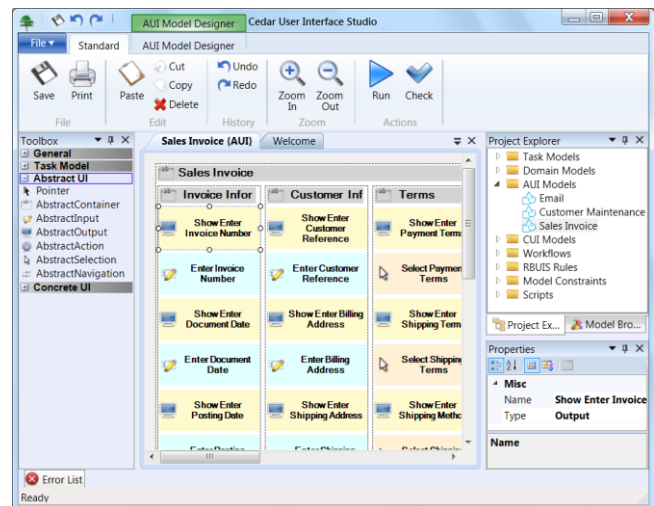 AUI Model Designer Cedar User Interface Studio
File Standard AUI Model Designer
Save
Print
Paste
Cut
Copy
Delete
Undo
Redo
Zoom In
Zoom Out
Run
Check
File Edit History Zoom Actions
Toolbox
General
Task Model
Abstract UI
Pointer
AbstractContainer
AbstractInput
AbstractOutput
AbstractAction
AbstractSelection
AbstractNavigation
Concrete UI
Sales Invoice {AUI} Welcome
Sales Invoice
Invoice Infor
Show Enter
Invoice Number
Enter Invoice
Number
Show Enter
Document Date
Enter Document
Date
Show Enter
Posting Date
Customer Inf
Show Enter
Customer
Reference
Enter Customer
Reference
Show Enter Billing
Address
Enter Billing
Address
Show Enter
Shipping Address
Terms
Show Enter
Payment Term
Select Paymen
Terms
Show Enter
Shipping Term
Select Shipping
Terms
Show Enter
Shipping Metho
Project Explorer
Task Models
Domain Models
AUI Models
Email
Customer Maintenance
Sales Invoice
CUI Models
Workflows
RBUIS Rules
Model Constraints
Scripts
Project Ex... Model Bro...
Properties
Misc
Name Show Enter Invoice
Type Output
Name
Error List
Ready